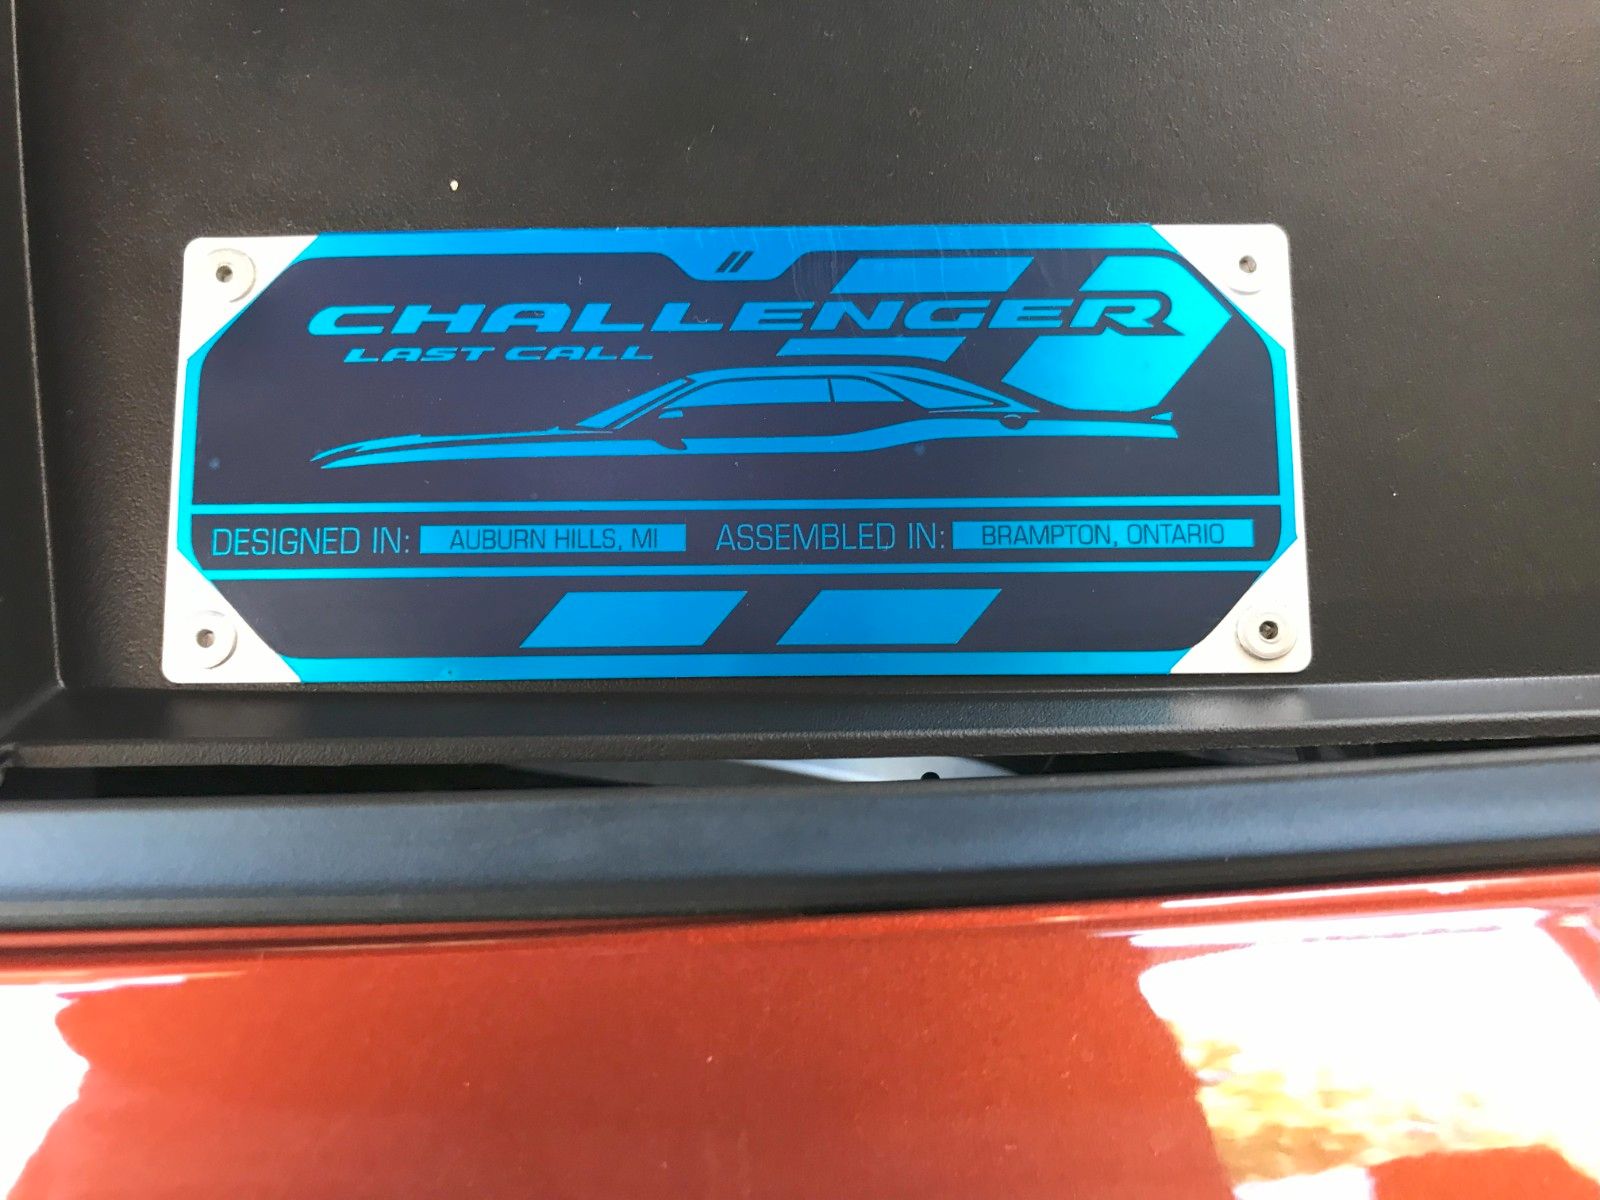 CHALLENGER
LAST CALL
DESIGNED IN: AUBURN HILLS, MI ASSEMBLED IN: BRAMPTON, ONTARIO